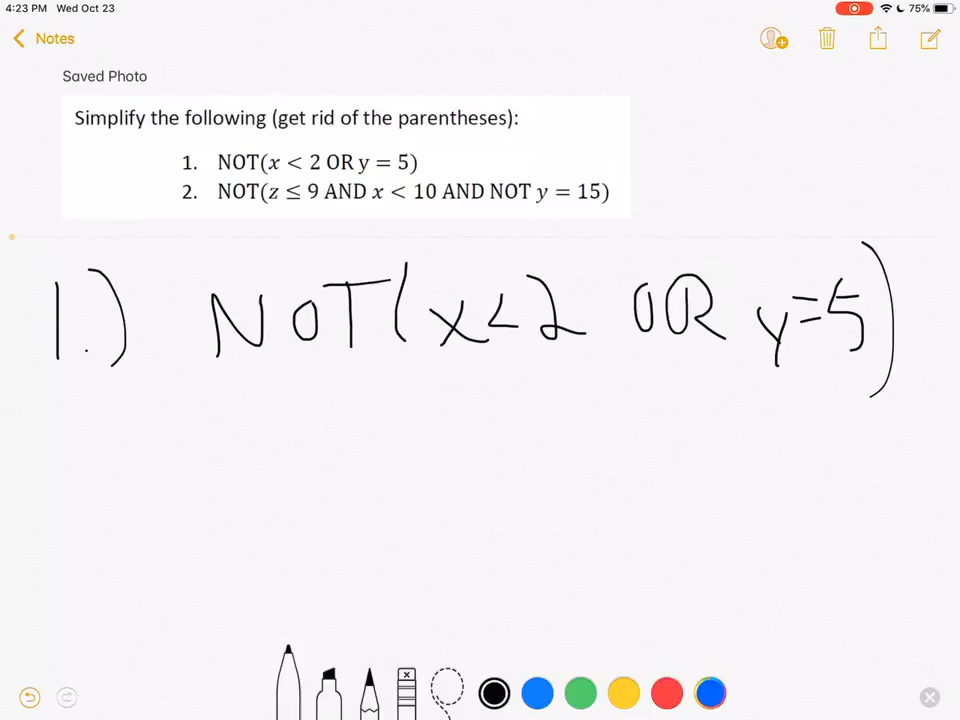 4:23 PM Wed Oct 23 75%
Notes
Saved Photo
Simplify the following (get rid of the parentheses):
1. NOT(x < 2 OR y = 5)
2. NOT(z ≤ 9 AND x < 10 AND NOT y = 15)
1.) NOT(x<2 OR y=5)